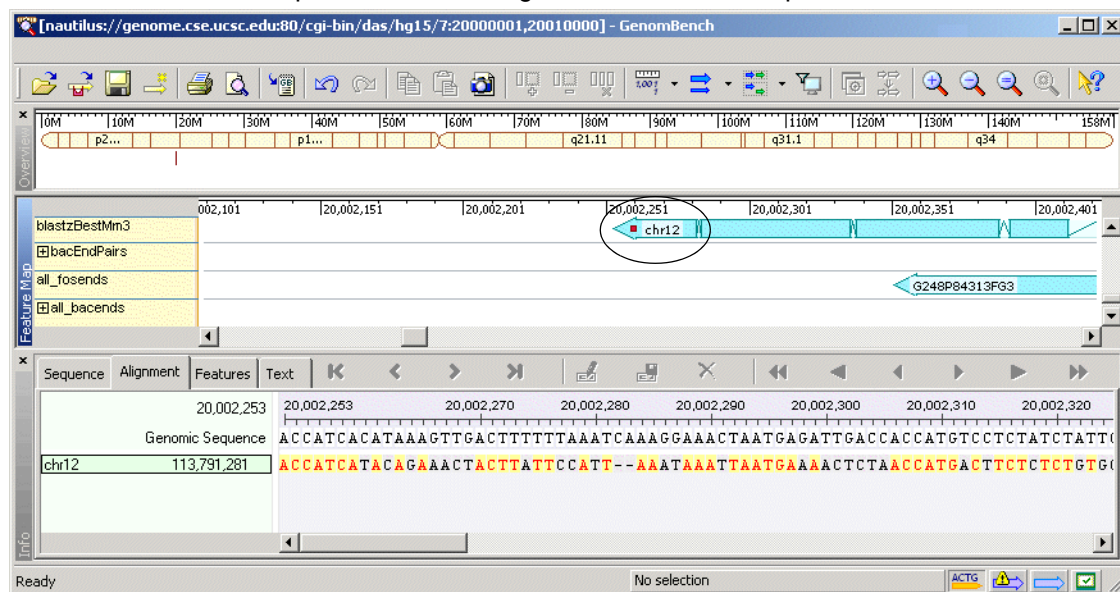 [nautilus://genome.cse.ucsc.edu:80/cgi-bin/das/hg15/7:20000001,20010000] - GenomBench
Overview
0M 10M 20M 30M 40M 50M 60M 70M 80M 90M 100M 110M 120M 130M 140M 158M
p2... p1... q21.11 q31.1 q34
Feature Map
002,101 20,002,151 20,002,201 20,002,251 20,002,301 20,002,351 20,002,401
blastzBestMm3 chr12
bacEndPairs
all_fosends G248P84313FG3
all_bacends
Info
Sequence Alignment Features Text
20,002,253 20,002,253 20,002,270 20,002,280 20,002,290 20,002,300 20,002,310 20,002,320
Genomic Sequence ACCATCACATAAAGTTGACTTTTTTAAATCAAAGGAAACTAATGAGATTGACCACCATGTCCTCTATCTATT
chr12 113,791,281 ACCATCATACAGAAACTACTTATTCCATT--AAATAAATTAATGAAAACTCTAACCATGACTTCTCTCTGTG
Ready No selection ACTG